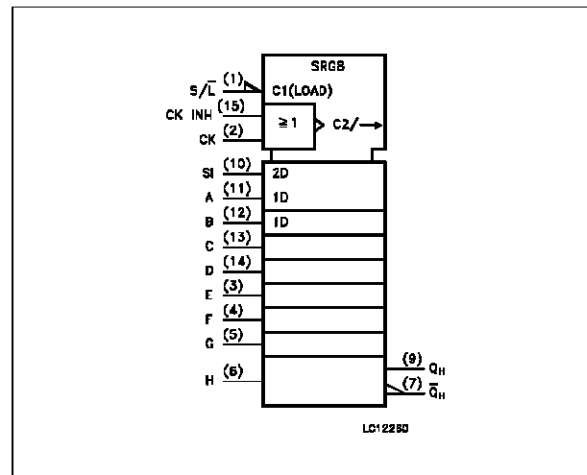 SRG8
S/L̅ (1) C1(LOAD)
CK INH (15) ≥1 C2/→
CK (2)
SI (10) 2D
A (11) 1D
B (12) 1D
C (13)
D (14)
E (3)
F (4)
G (5)
(9) QH
H (6) (7) Q̅H
LC12260